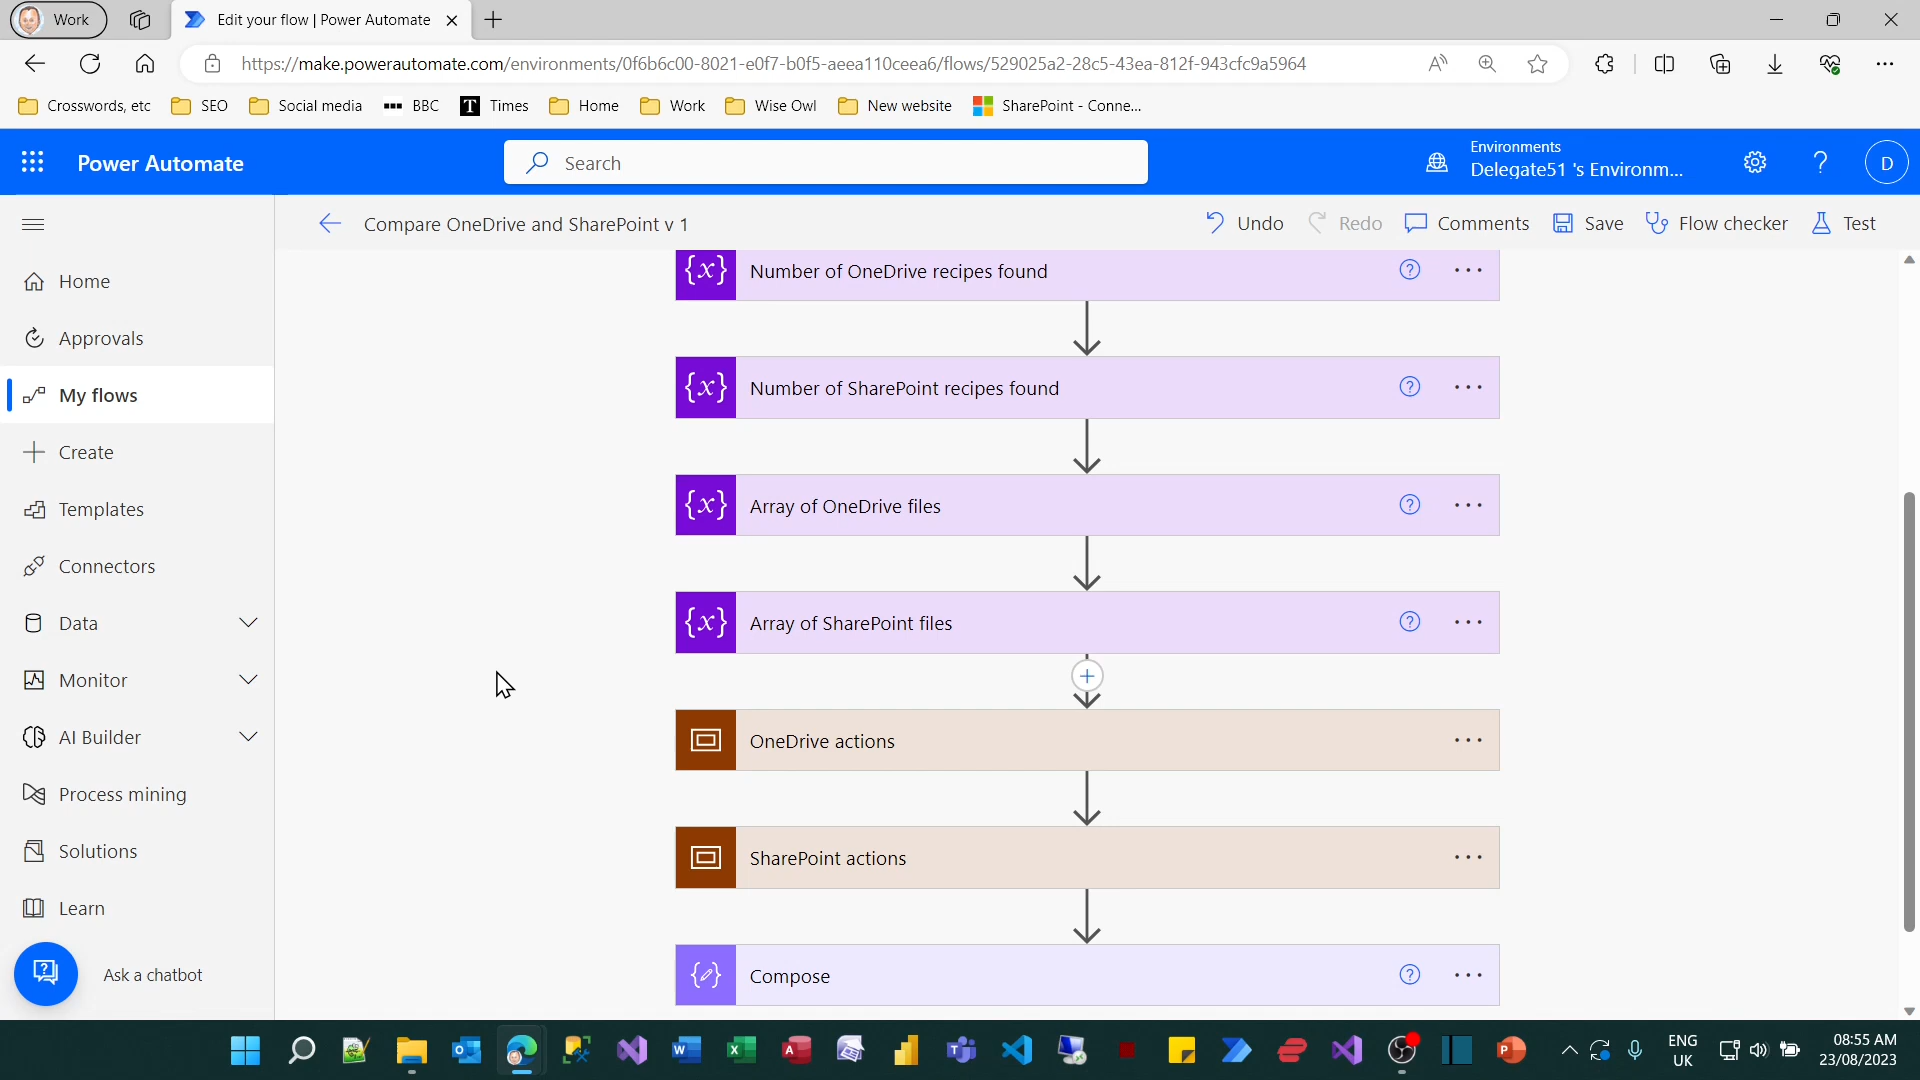 Work
Edit your flow | Power Automate
https://make.powerautomate.com/environments/0f6b6c00-8021-e0f7-b0f5-aeea110ceea6/flows/529025a2-28c5-43ea-812f-943cfc9a5964
Crosswords, etc
SEO
Social media
BBC
T Times
Home
Work
Wise Owl
New website
SharePoint - Conne...
Power Automate
Search
Environments
Delegate51 's Environm...
D
Compare OneDrive and SharePoint v 1
Undo
Redo
Comments
Save
Flow checker
Test
Home
Approvals
My flows
Create
Templates
Connectors
Data
Monitor
AI Builder
Process mining
Solutions
Learn
Ask a chatbot
{x} Number of OneDrive recipes found
{x} Number of SharePoint recipes found
{x} Array of OneDrive files
{x} Array of SharePoint files
OneDrive actions
SharePoint actions
Compose
ENG
UK
08:55 AM
23/08/2023